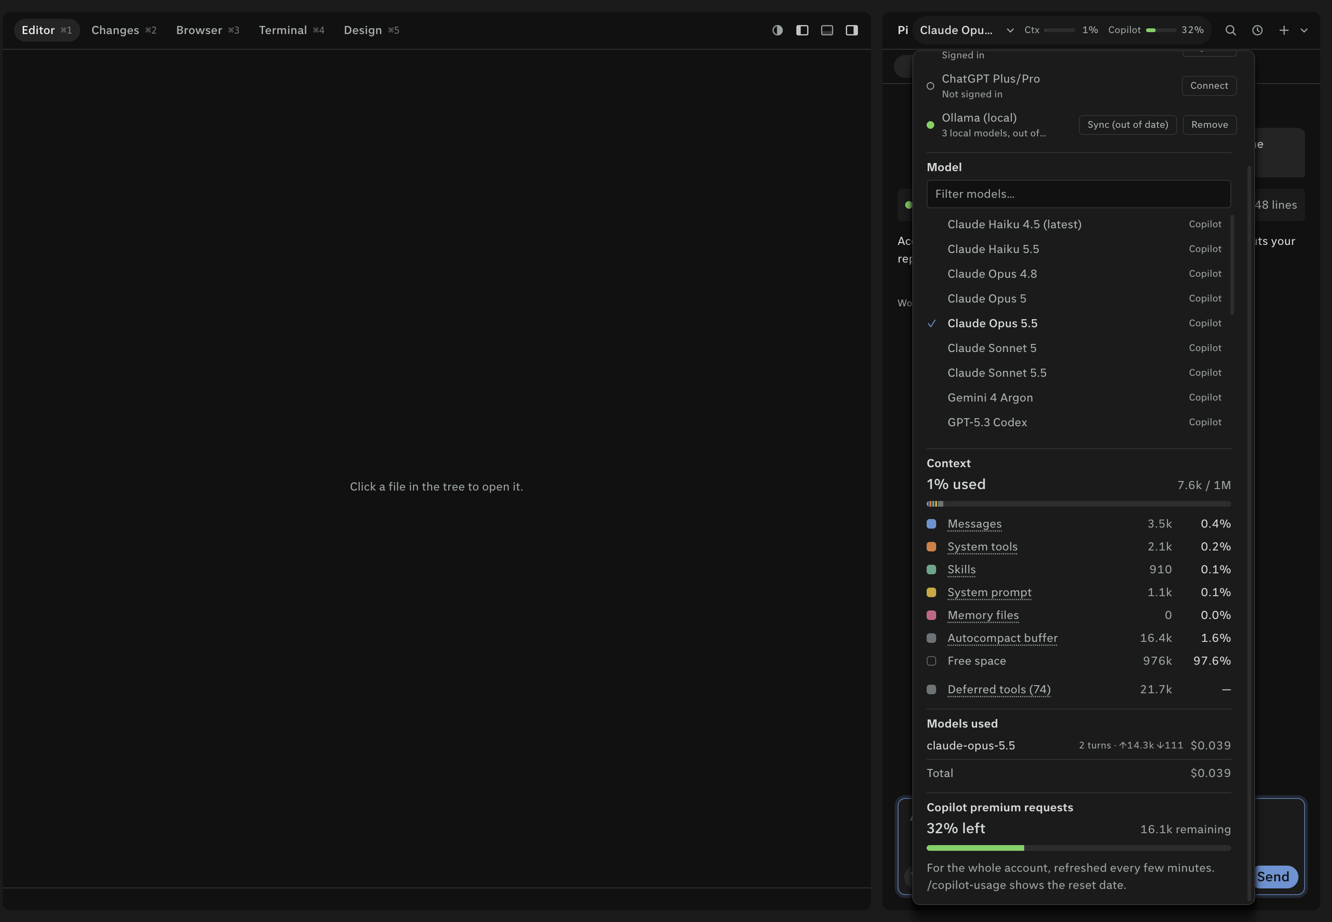 Editor ⌘1 Changes ⌘2 Browser ⌘3 Terminal ⌘4 Design ⌘5
Pi Claude Opu... Ctx 1% Copilot 32%
Signed in
ChatGPT Plus/Pro
Not signed in
Connect
Ollama (local)
3 local models, out of...
Sync (out of date) Remove
Model
Filter models...
Claude Haiku 4.5 (latest) Copilot
Claude Haiku 5.5 Copilot
Claude Opus 4.8 Copilot
Claude Opus 5 Copilot
✓ Claude Opus 5.5 Copilot
Claude Sonnet 5 Copilot
Claude Sonnet 5.5 Copilot
Gemini 4 Argon Copilot
GPT-5.3 Codex Copilot
48 lines
your
Click a file in the tree to open it.
Context
1% used 7.6k / 1M
Messages 3.5k 0.4%
System tools 2.1k 0.2%
Skills 910 0.1%
System prompt 1.1k 0.1%
Memory files 0 0.0%
Autocompact buffer 16.4k 1.6%
Free space 976k 97.6%
Deferred tools (74) 21.7k —
Models used
claude-opus-5.5 2 turns · ↑14.3k ↓111 $0.039
Total $0.039
Copilot premium requests
32% left 16.1k remaining
For the whole account, refreshed every few minutes.
/copilot-usage shows the reset date.
Send